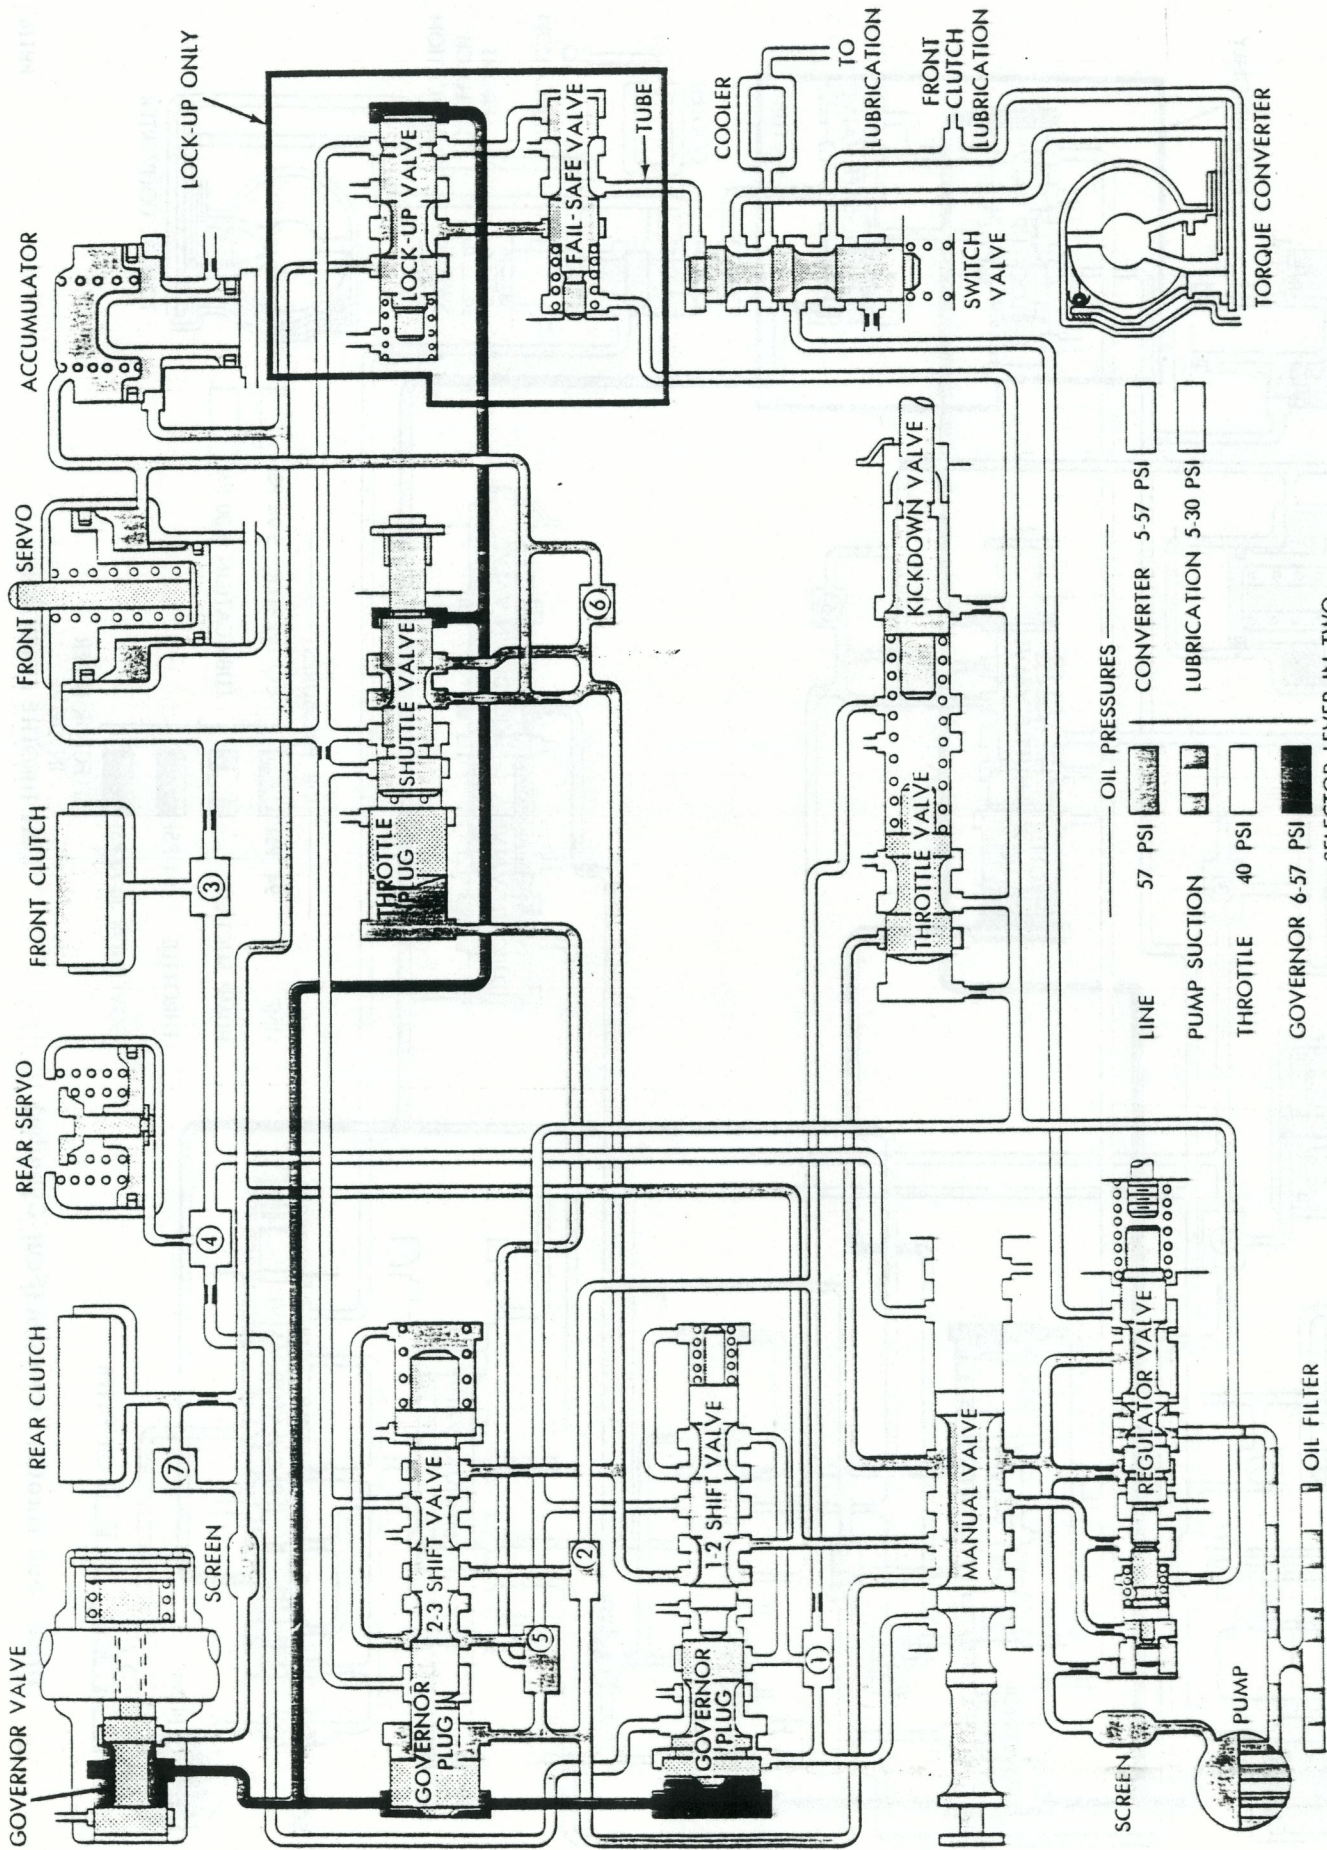 GOVERNOR VALVE
REAR CLUTCH
REAR SERVO
FRONT CLUTCH
FRONT SERVO
ACCUMULATOR
LOCK-UP ONLY
SCREEN
7
4
3
LOCK-UP VALVE
FAIL-SAFE VALVE
TUBE
GOVERNOR PLUG
2-3 SHIFT VALVE
THROTTLE PLUG
SHUTTLE VALVE
6
5
2
COOLER
TO LUBRICATION
FRONT CLUTCH LUBRICATION
SWITCH VALVE
GOVERNOR PLUG
1-2 SHIFT VALVE
1
THROTTLE VALVE
KICKDOWN VALVE
TORQUE CONVERTER
MANUAL VALVE
REGULATOR VALVE
SCREEN
PUMP
OIL FILTER
OIL PRESSURES
LINE 57 PSI
CONVERTER 5-57 PSI
PUMP SUCTION
LUBRICATION 5-30 PSI
THROTTLE 40 PSI
GOVERNOR 6-57 PSI
SELECTOR LEVER IN TWO